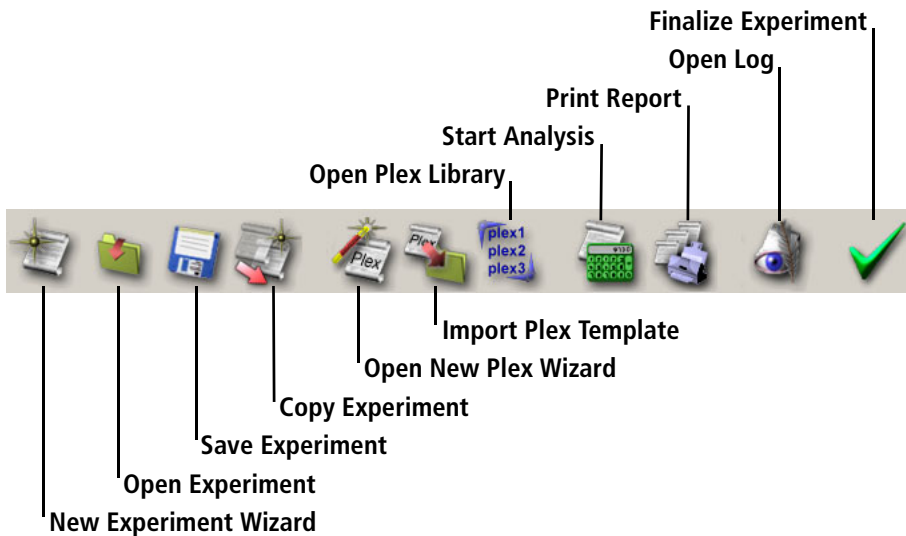 Finalize Experiment
Open Log
Print Report
Start Analysis
Open Plex Library
Plex
Plex
plex1
plex2
plex3
Import Plex Template
Open New Plex Wizard
Copy Experiment
Save Experiment
Open Experiment
New Experiment Wizard